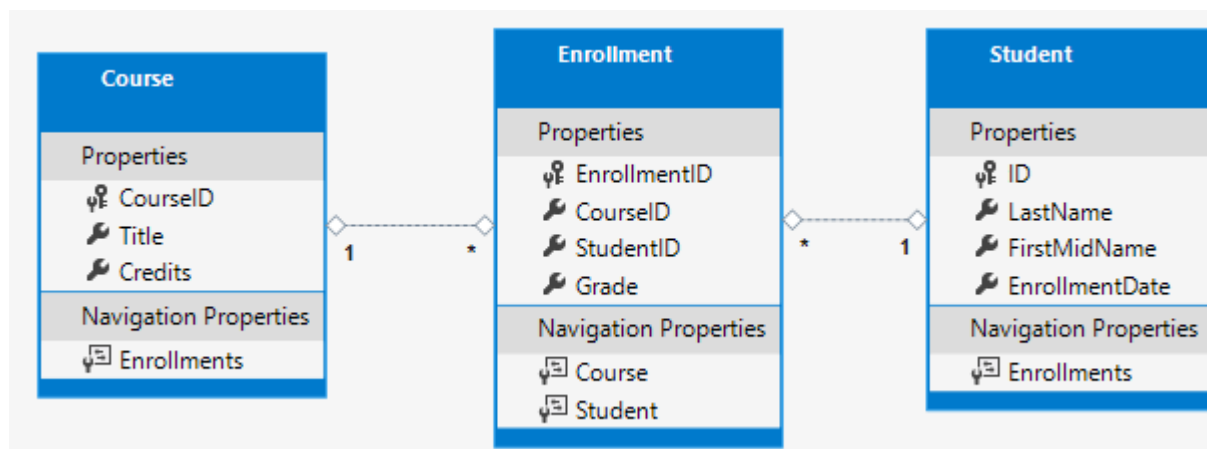 Course
Properties
CourseID
Title
Credits
Navigation Properties
Enrollments
1
*
Enrollment
Properties
EnrollmentID
CourseID
StudentID
Grade
Navigation Properties
Course
Student
*
1
Student
Properties
ID
LastName
FirstMidName
EnrollmentDate
Navigation Properties
Enrollments